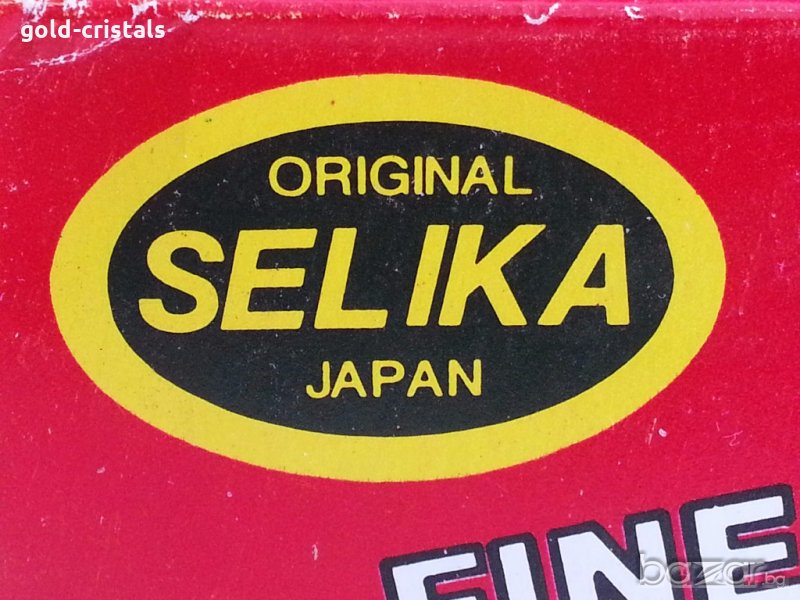 gold-cristals
ORIGINAL
SELIKA
JAPAN
FINE
bazar.bg